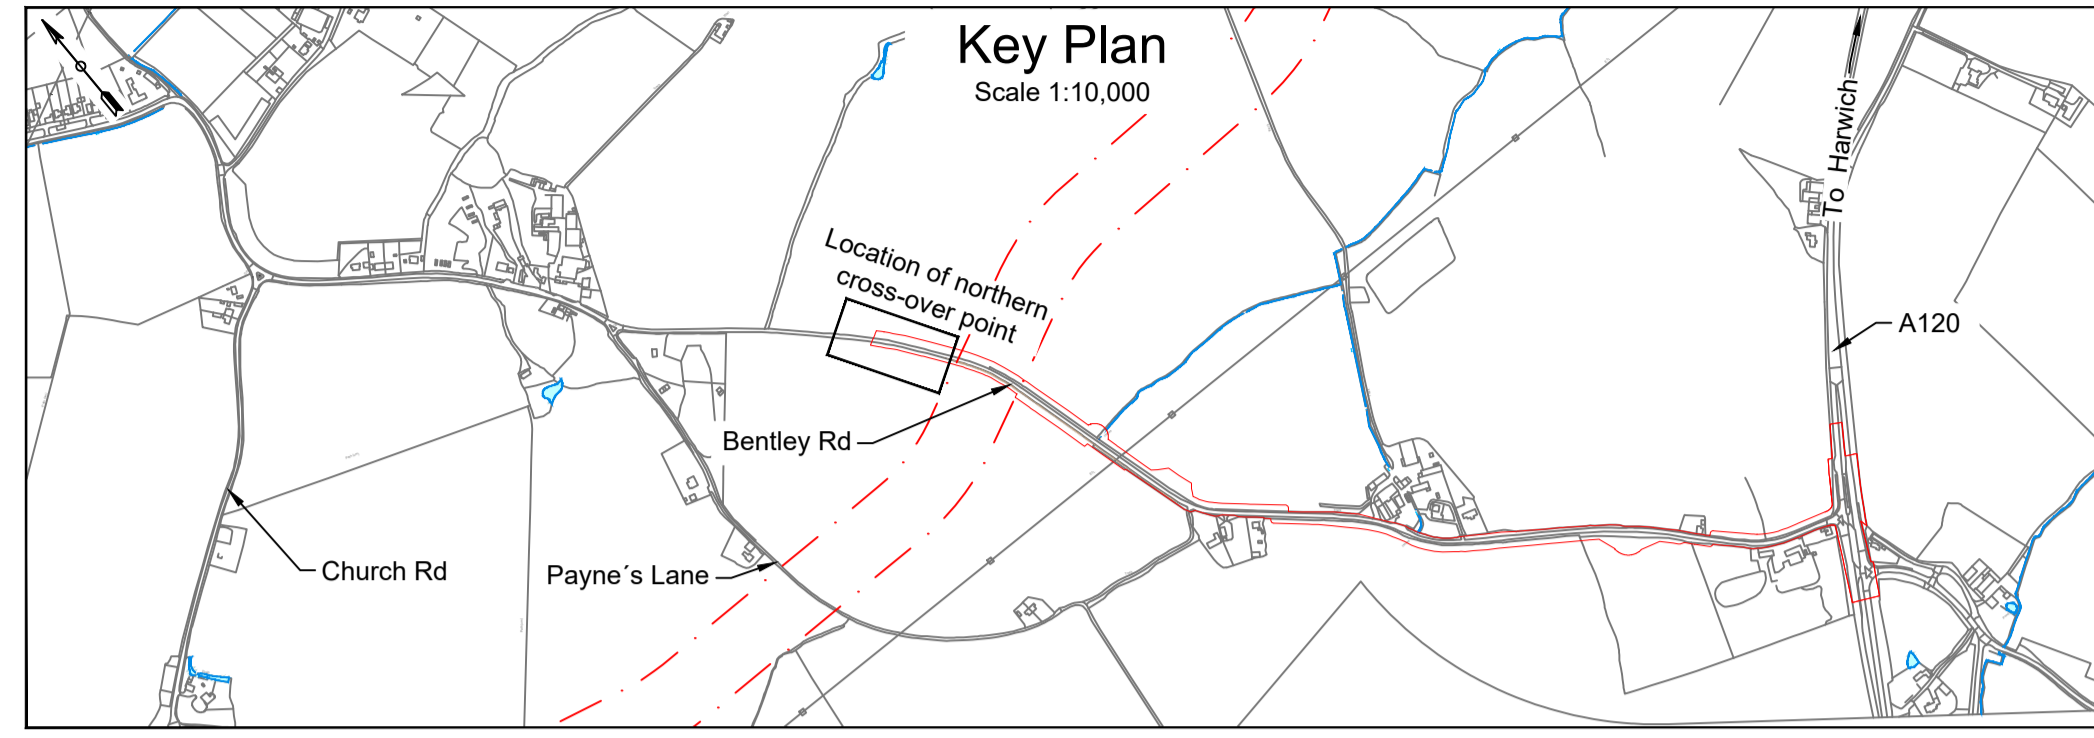 Key Plan
Scale 1:10,000
To Harwich
Location of northern
cross-over point
A120
Bentley Rd
Church Rd
Payne´s Lane